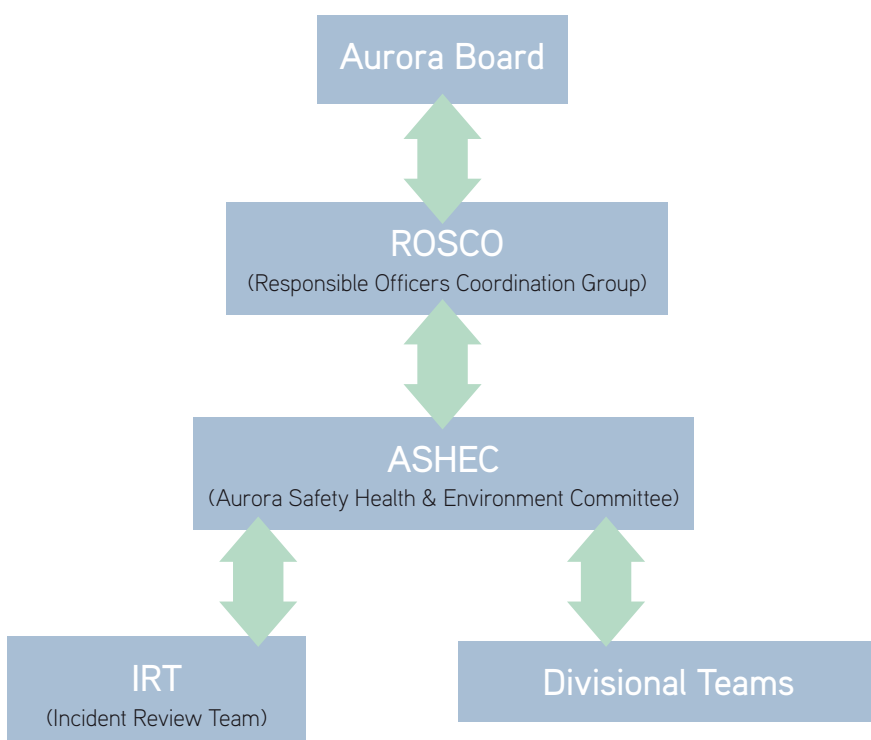 Aurora Board
ROSCO
(Responsible Officers Coordination Group)
ASHEC
(Aurora Safety Health & Environment Committee)
IRT
(Incident Review Team)
Divisional Teams